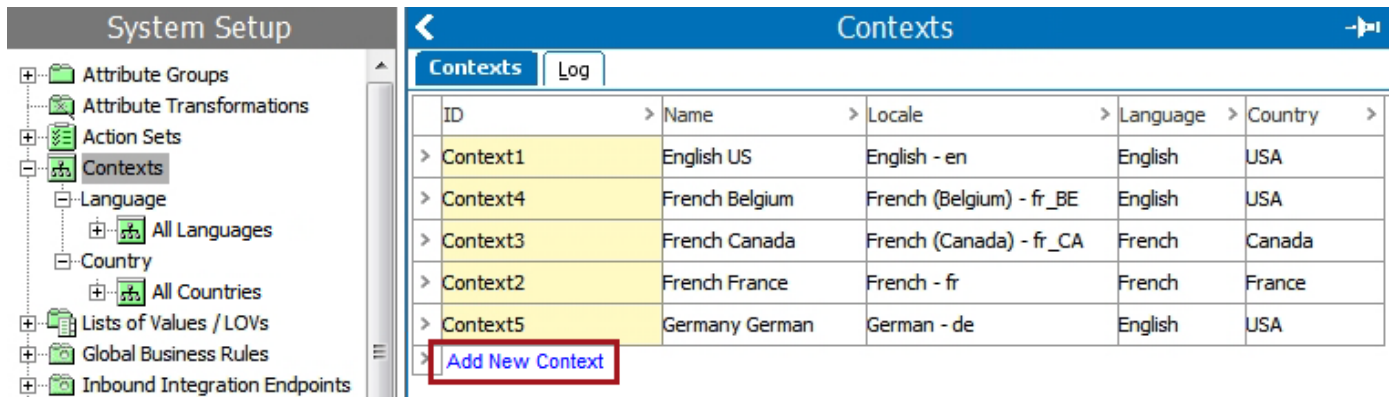 System Setup
Contexts
Attribute Groups
Attribute Transformations
Action Sets
Contexts
Language
All Languages
Country
All Countries
Lists of Values / LOVs
Global Business Rules
Inbound Integration Endpoints
Contexts Log
ID > Name > Locale > Language > Country >
> Context1 English US English - en English USA
> Context4 French Belgium French (Belgium) - fr_BE English USA
> Context3 French Canada French (Canada) - fr_CA French Canada
> Context2 French France French - fr French France
> Context5 Germany German German - de English USA
> Add New Context